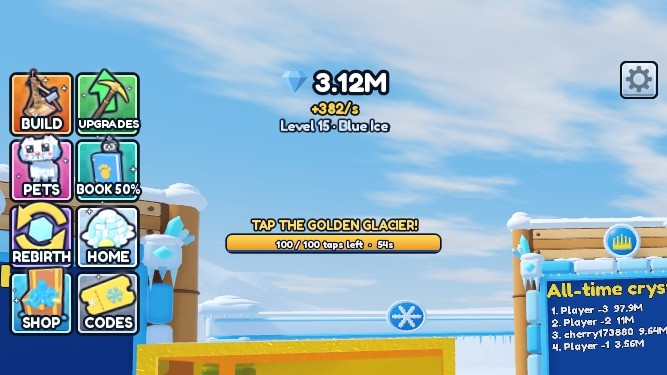 3.12M
+382/s
Level 15 · Blue Ice
BUILD
UPGRADES
PETS
BOOK 50%
REBIRTH
HOME
SHOP
CODES
TAP THE GOLDEN GLACIER!
100 / 100 taps left · 54s
All-time crys
1. Player -3 97.9M
2. Player -2 11M
3. cherry173880 9.64M
4. Player -1 3.56M